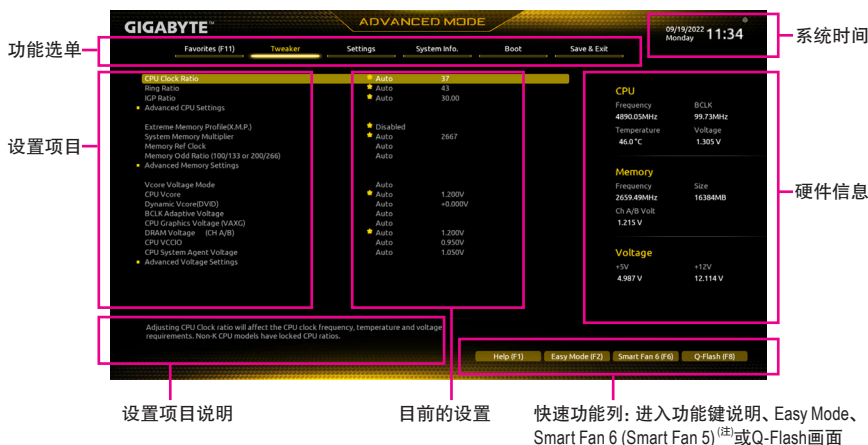 GIGABYTE™
ADVANCED MODE
09/19/2022
Monday
11:34
系统时间
功能选单
Favorites (F11) Tweaker Settings System Info. Boot Save & Exit
设置项目
CPU Clock Ratio Auto 37
Ring Ratio Auto 43
IGP Ratio Auto 30.00
Advanced CPU Settings
Extreme Memory Profile(X.M.P.) Disabled
System Memory Multiplier Auto 2667
Memory Ref Clock Auto
Memory Odd Ratio (100/133 or 200/266) Auto
Advanced Memory Settings
Vcore Voltage Mode Auto
CPU Vcore Auto 1.200V
Dynamic Vcore(DVID) Auto +0.000V
BCLK Adaptive Voltage Auto
CPU Graphics Voltage (VAXG) Auto
DRAM Voltage (CH A/B) Auto 1.200V
CPU VCCIO Auto 0.950V
CPU System Agent Voltage Auto 1.050V
Advanced Voltage Settings
CPU
Frequency BCLK
4890.05MHz 99.73MHz
Temperature Voltage
46.0 °C 1.305 V
Memory
Frequency Size
2659.49MHz 16384MB
Ch A/B Volt
1.215 V
Voltage
+5V +12V
4.987 V 12.114 V
硬件信息
Adjusting CPU Clock ratio will affect the CPU clock frequency, temperature and voltage
requirements. Non-K CPU models have locked CPU ratios.
Help (F1) Easy Mode (F2) Smart Fan 6 (F6) Q-Flash (F8)
设置项目说明
目前的设置
快速功能列: 进入功能键说明、Easy Mode、
Smart Fan 6 (Smart Fan 5)(注)或Q-Flash画面